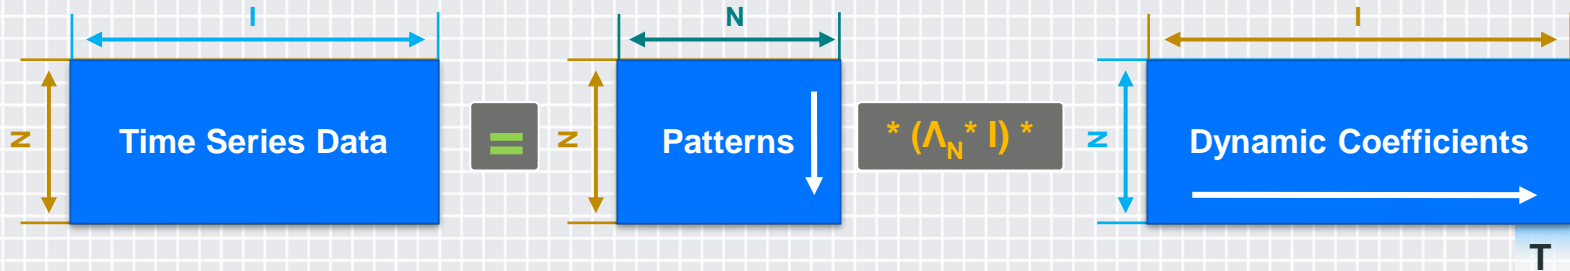 I N I
N Time Series Data = N Patterns * (Λ_N * I) * N Dynamic Coefficients
T